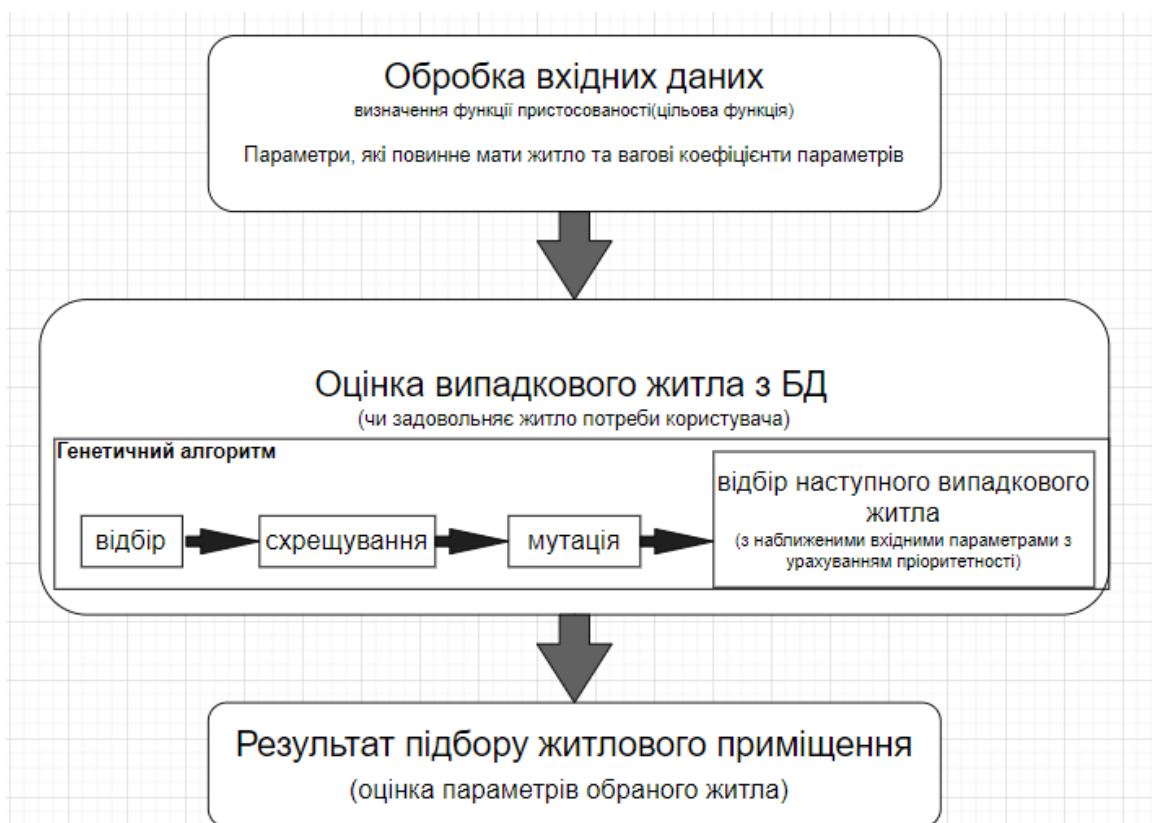 Обробка вхідних даних
визначення функції пристосованості(цільова функція)
Параметри, які повинне мати житло та вагові коефіцієнти параметрів
Оцінка випадкового житла з БД
(чи задовольняє житло потреби користувача)
Генетичний алгоритм
відбір
схрещування
мутація
відбір наступного випадкового
житла
(з наближеними вхідними параметрами з
урахуванням пріоритетності)
Результат підбору житлового приміщення
(оцінка параметрів обраного житла)